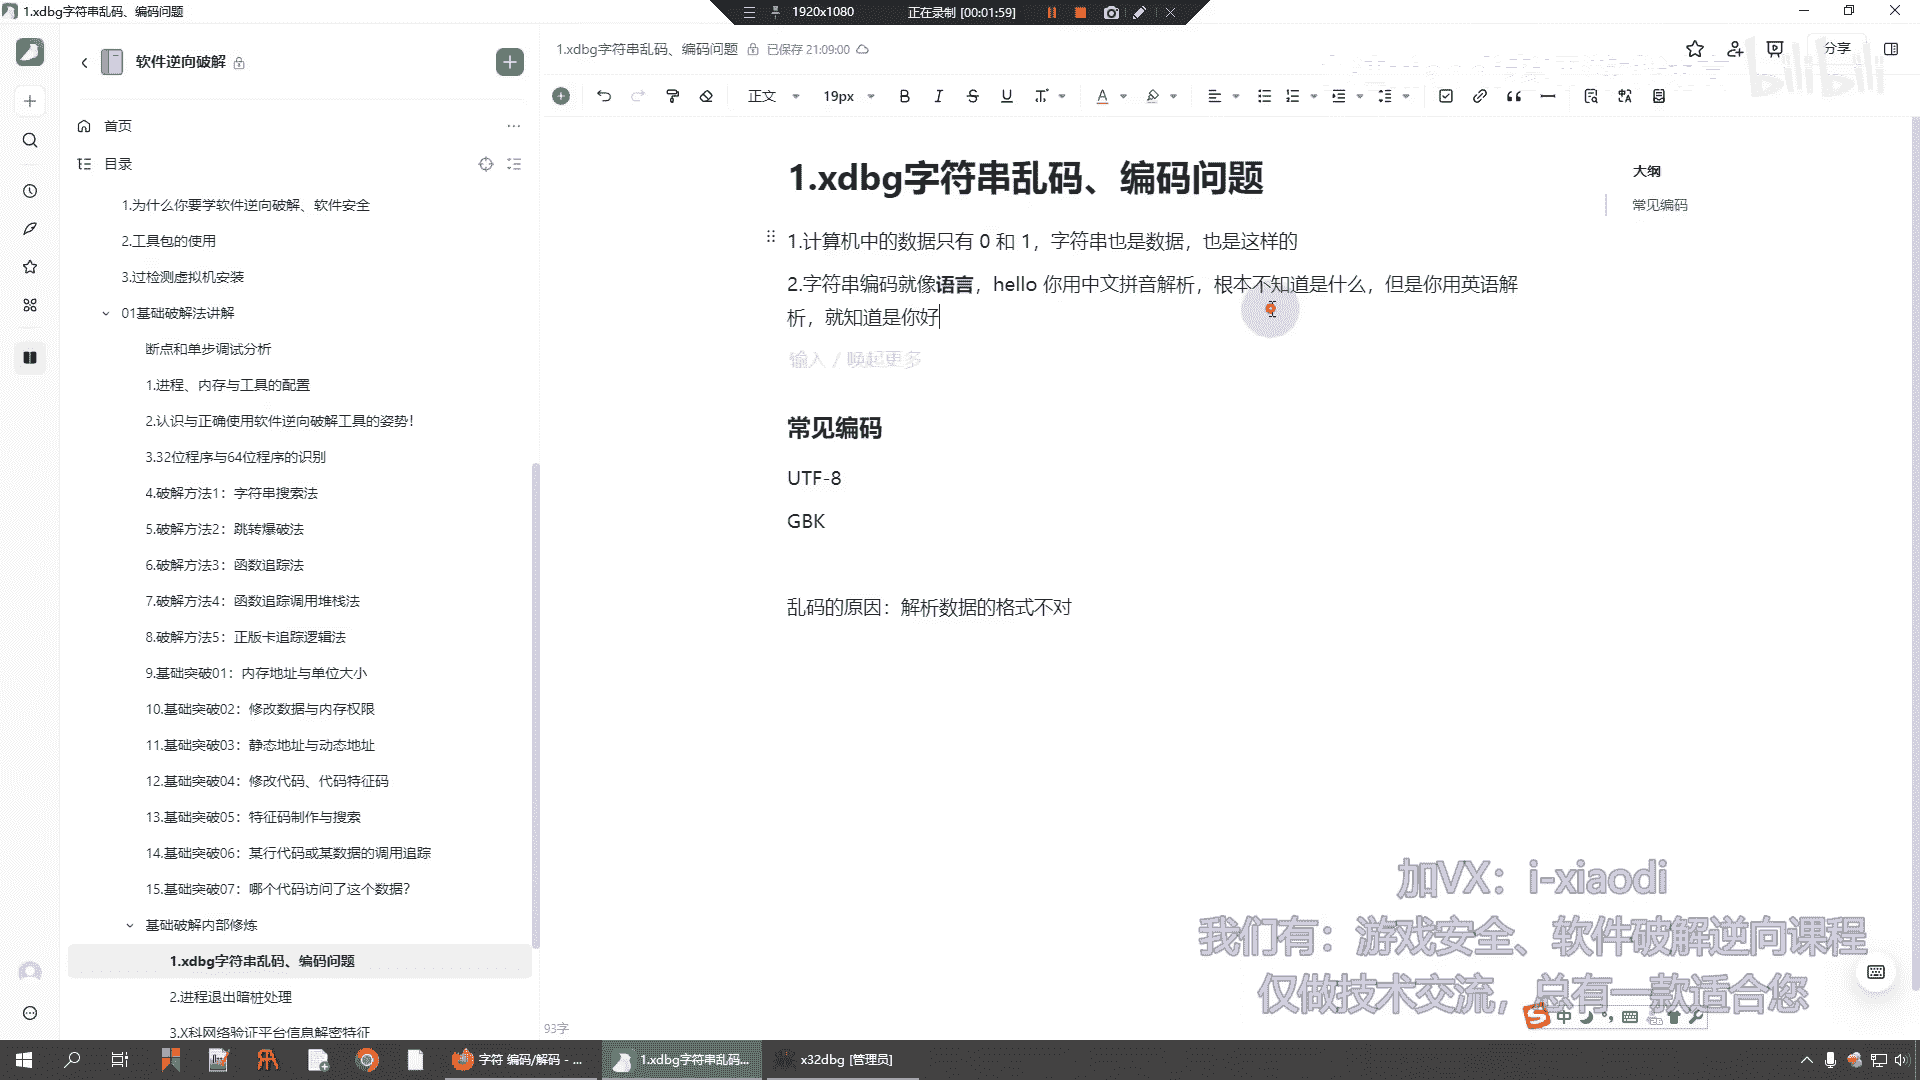 1.xdbg字符串乱码、编码问题
1920x1080
正在录制 [00:01:59]
软件逆向破解
1.xdbg字符串乱码、编码问题
已保存 21:09:00
分享
bilibili
正文
19px
首页
目录
1.为什么你要学软件逆向破解、软件安全
2.工具包的使用
3.过检测虚拟机安装
01基础破解法讲解
断点和单步调试分析
1.进程、内存与工具的配置
2.认识与正确使用软件逆向破解工具的姿势！
3.32位程序与64位程序的识别
4.破解方法1：字符串搜索法
5.破解方法2：跳转爆破法
6.破解方法3：函数追踪法
7.破解方法4：函数追踪调用堆栈法
8.破解方法5：正版卡追踪逻辑法
9.基础突破01：内存地址与单位大小
10.基础突破02：修改数据与内存权限
11.基础突破03：静态地址与动态地址
12.基础突破04：修改代码、代码特征码
13.基础突破05：特征码制作与搜索
14.基础突破06：某行代码或某数据的调用追踪
15.基础突破07：哪个代码访问了这个数据？
基础破解内部修炼
1.xdbg字符串乱码、编码问题
2.进程退出暗桩处理
3.X科网络验证平台信息解密特征
1.xdbg字符串乱码、编码问题
1.计算机中的数据只有 0 和 1，字符串也是数据，也是这样的
2.字符串编码就像语言，hello 你用中文拼音解析，根本不知道是什么，但是你用英语解
析，就知道是你好
输入 / 唤起更多
常见编码
UTF-8
GBK
乱码的原因：解析数据的格式不对
大纲
常见编码
加VX：i-xiaodi
我们有：游戏安全、软件破解逆向课程
仅做技术交流，总有一款适合您
中
93字
字符 编码/解码 - ...
1.xdbg字符串乱码...
x32dbg [管理员]